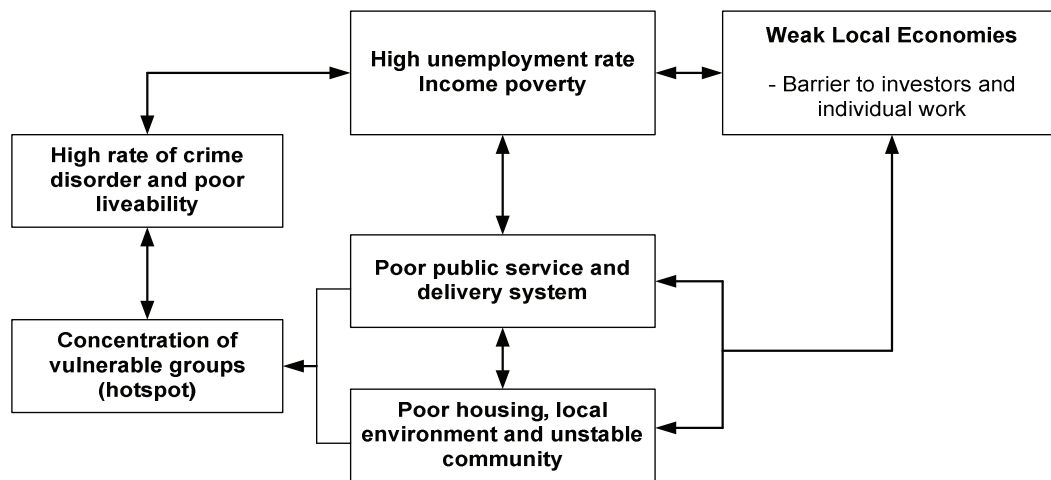 High unemployment rate
Income poverty
Weak Local Economies
- Barrier to investors and
individual work
High rate of crime
disorder and poor
liveability
Poor public service and
delivery system
Concentration of
vulnerable groups
(hotspot)
Poor housing, local
environment and unstable
community